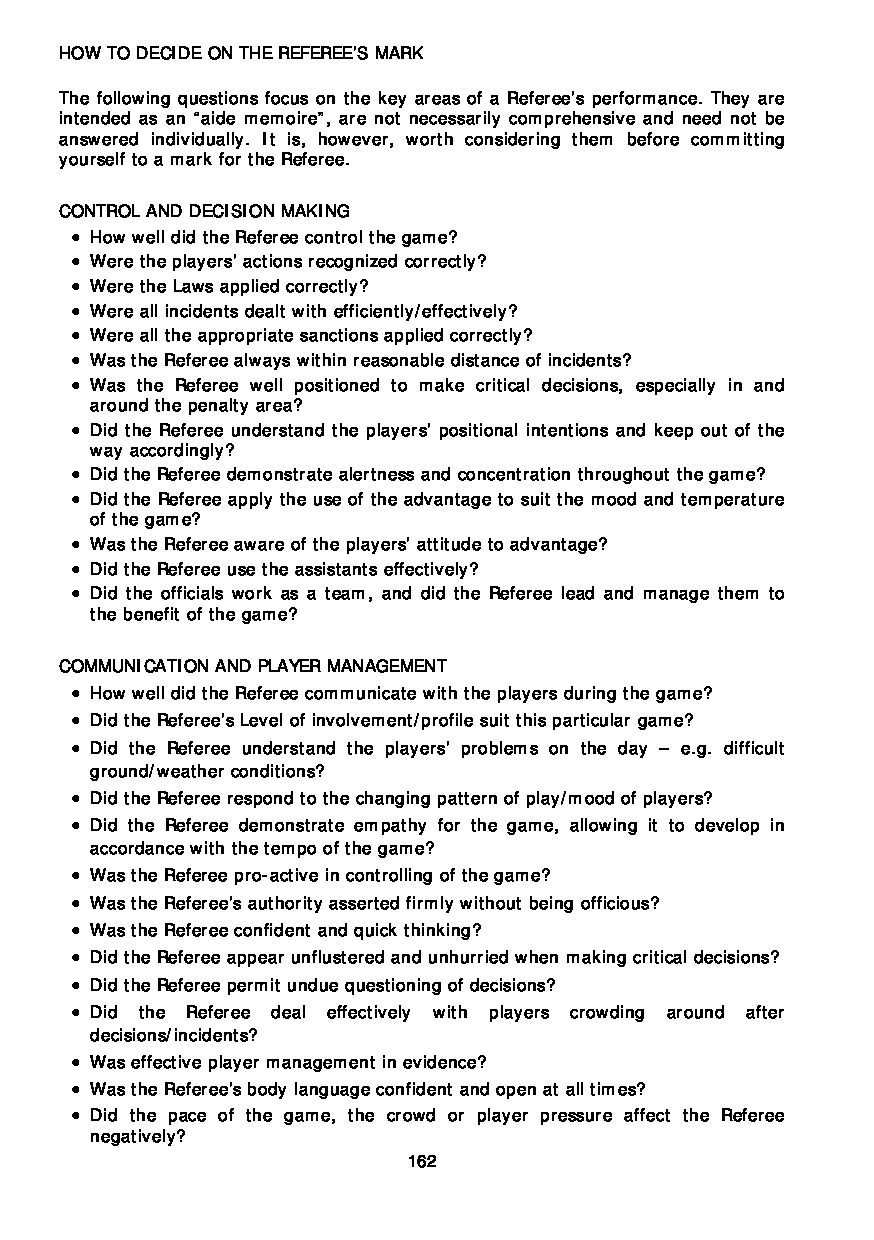 HOW TO DECIDE ON THE REFEREE'S MARK
The following questions focus on the key areas of a Referee's performance. They are
intended as an "aide memoire", are not necessarily comprehensive and need not be
answered individually. It is, however, worth considering them before committing
yourself to a mark for the Referee.
CONTROL AND DECISION MAKING
• How well did the Referee control the game?
• Were the players' actions recognized correctly?
• Were the Laws applied correctly?
• Were all incidents dealt with efficiently/effectively?
• Were all the appropriate sanctions applied correctly?
• Was the Referee always within reasonable distance of incidents?
• Was the Referee well positioned to make critical decisions, especially in and
around the penalty area?
• Did the Referee understand the players' positional intentions and keep out of the
way accordingly?
• Did the Referee demonstrate alertness and concentration throughout the game?
• Did the Referee apply the use of the advantage to suit the mood and temperature
of the game?
• Was the Referee aware of the players' attitude to advantage?
• Did the Referee use the assistants effectively?
• Did the officials work as a team, and did the Referee lead and manage them to
the benefit of the game?
COMMUNICATION AND PLAYER MANAGEMENT
• How well did the Referee communicate with the players during the game?
• Did the Referee's Level of involvement/profile suit this particular game?
• Did the Referee understand the players' problems on the day – e.g. difficult
ground/weather conditions?
• Did the Referee respond to the changing pattern of play/mood of players?
• Did the Referee demonstrate empathy for the game, allowing it to develop in
accordance with the tempo of the game?
• Was the Referee pro-active in controlling of the game?
• Was the Referee's authority asserted firmly without being officious?
• Was the Referee confident and quick thinking?
• Did the Referee appear unflustered and unhurried when making critical decisions?
• Did the Referee permit undue questioning of decisions?
• Did the Referee deal effectively with players crowding around after
decisions/incidents?
• Was effective player management in evidence?
• Was the Referee's body language confident and open at all times?
• Did the pace of the game, the crowd or player pressure affect the Referee
negatively?
162